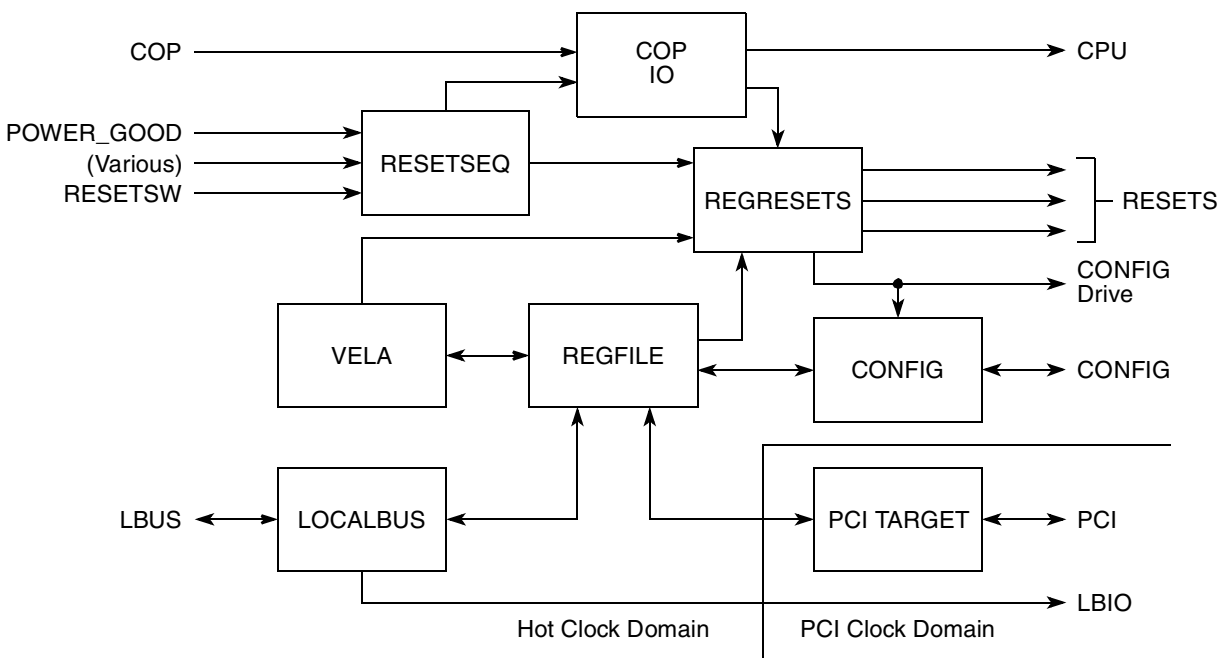 COP
COP
IO
CPU
POWER_GOOD
(Various)
RESETSW
RESETSEQ
REGRESETS
RESETS
CONFIG
Drive
VELA
REGFILE
CONFIG
CONFIG
LBUS
LOCALBUS
PCI TARGET
PCI
LBIO
Hot Clock Domain
PCI Clock Domain